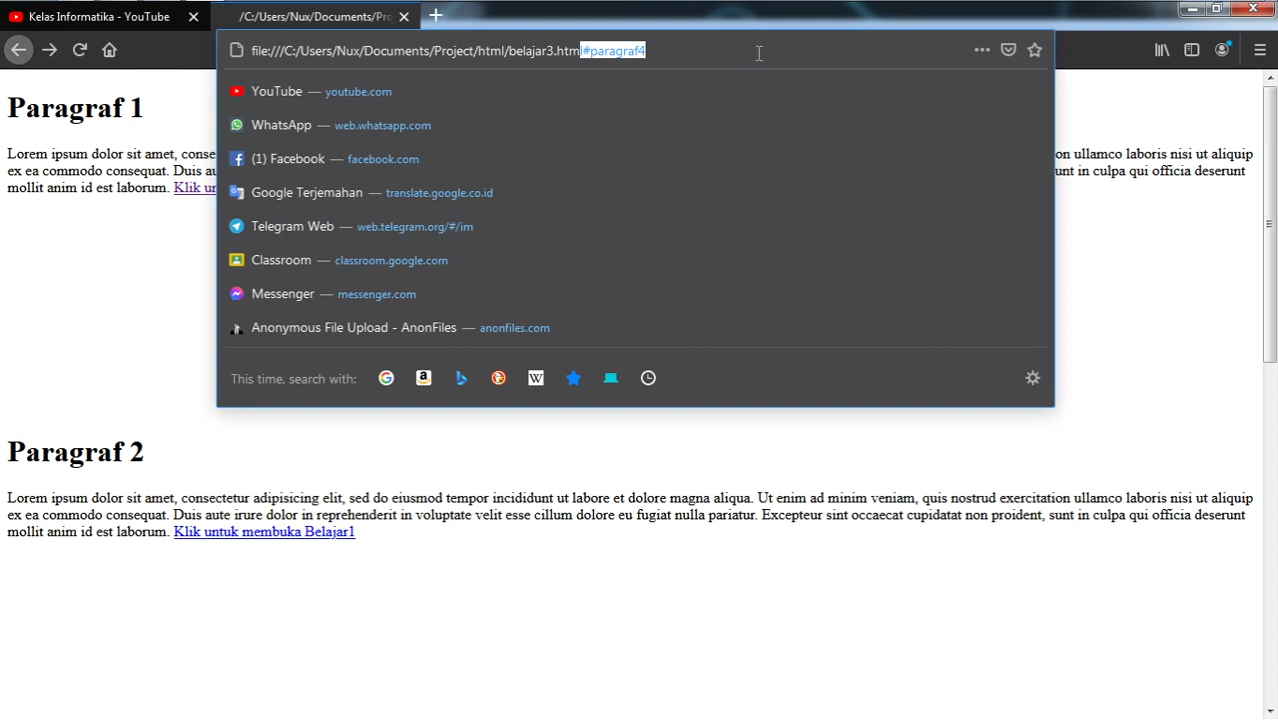 Kelas Informatika - YouTube
/C:/Users/Nux/Documents/Pro
file:///C:/Users/Nux/Documents/Project/html/belajar3.html#paragraf4
YouTube — youtube.com
WhatsApp — web.whatsapp.com
(1) Facebook — facebook.com
Google Terjemahan — translate.google.co.id
Telegram Web — web.telegram.org/#/im
Classroom — classroom.google.com
Messenger — messenger.com
Anonymous File Upload - AnonFiles — anonfiles.com
This time, search with:
Paragraf 1
Lorem ipsum dolor sit amet, conse on ullamco laboris nisi ut aliquip
ex ea commodo consequat. Duis au unt in culpa qui officia deserunt
mollit anim id est laborum. Klik un
Paragraf 2
Lorem ipsum dolor sit amet, consectetur adipisicing elit, sed do eiusmod tempor incididunt ut labore et dolore magna aliqua. Ut enim ad minim veniam, quis nostrud exercitation ullamco laboris nisi ut aliquip
ex ea commodo consequat. Duis aute irure dolor in reprehenderit in voluptate velit esse cillum dolore eu fugiat nulla pariatur. Excepteur sint occaecat cupidatat non proident, sunt in culpa qui officia deserunt
mollit anim id est laborum. Klik untuk membuka Belajar1